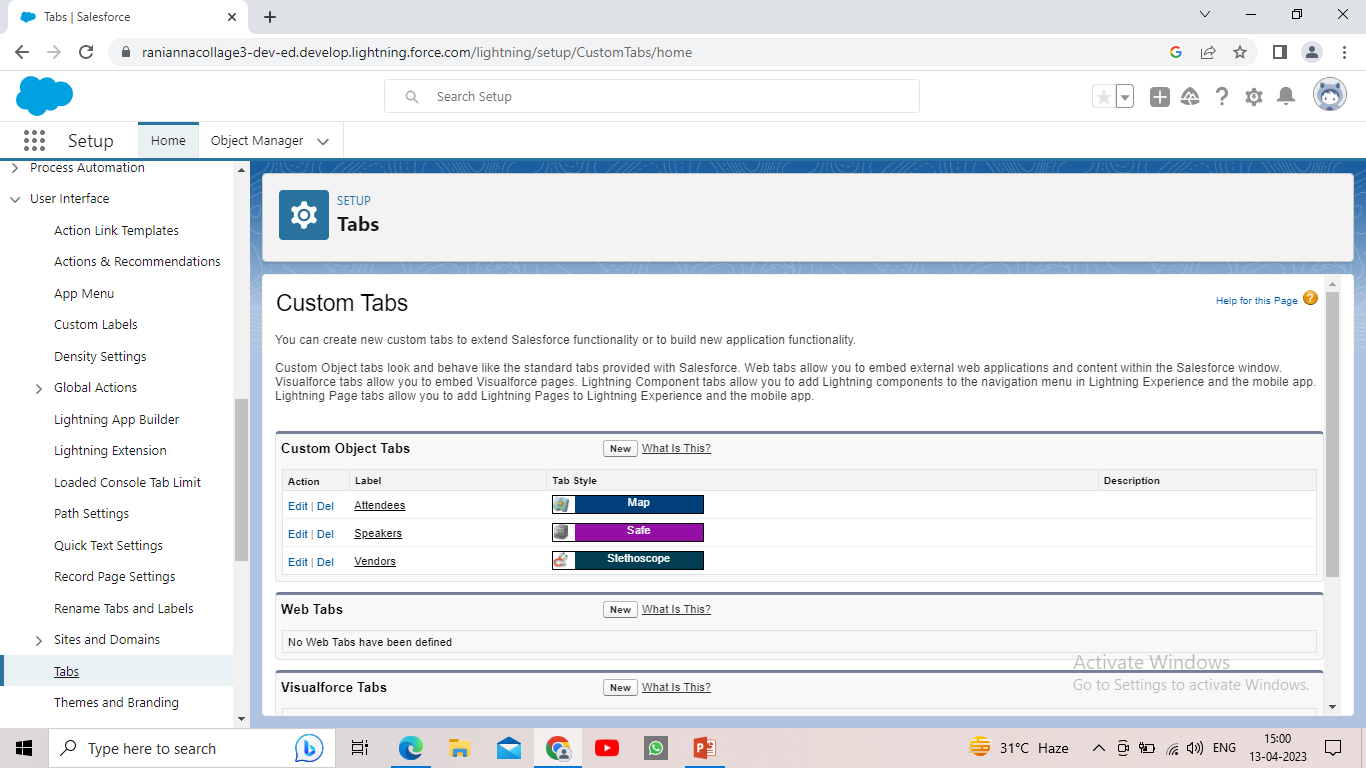 Tabs | Salesforce
raniannacollage3-dev-ed.develop.lightning.force.com/lightning/setup/CustomTabs/home
Search Setup
Setup
Home
Object Manager
Process Automation
User Interface
Action Link Templates
Actions & Recommendations
App Menu
Custom Labels
Density Settings
Global Actions
Lightning App Builder
Lightning Extension
Loaded Console Tab Limit
Path Settings
Quick Text Settings
Record Page Settings
Rename Tabs and Labels
Sites and Domains
Tabs
Themes and Branding
SETUP
Tabs
Custom Tabs
Help for this Page ?
You can create new custom tabs to extend Salesforce functionality or to build new application functionality.
Custom Object tabs look and behave like the standard tabs provided with Salesforce. Web tabs allow you to embed external web applications and content within the Salesforce window.
Visualforce tabs allow you to embed Visualforce pages. Lightning Component tabs allow you to add Lightning components to the navigation menu in Lightning Experience and the mobile app.
Lightning Page tabs allow you to add Lightning Pages to Lightning Experience and the mobile app.
Custom Object Tabs New What Is This?
Action Label Tab Style Description
Edit | Del Attendees Map
Edit | Del Speakers Safe
Edit | Del Vendors Stethoscope
Web Tabs New What Is This?
No Web Tabs have been defined
Visualforce Tabs New What Is This?
Activate Windows
Go to Settings to activate Windows.
Type here to search
31°C Haze
ENG
15:00
13-04-2023